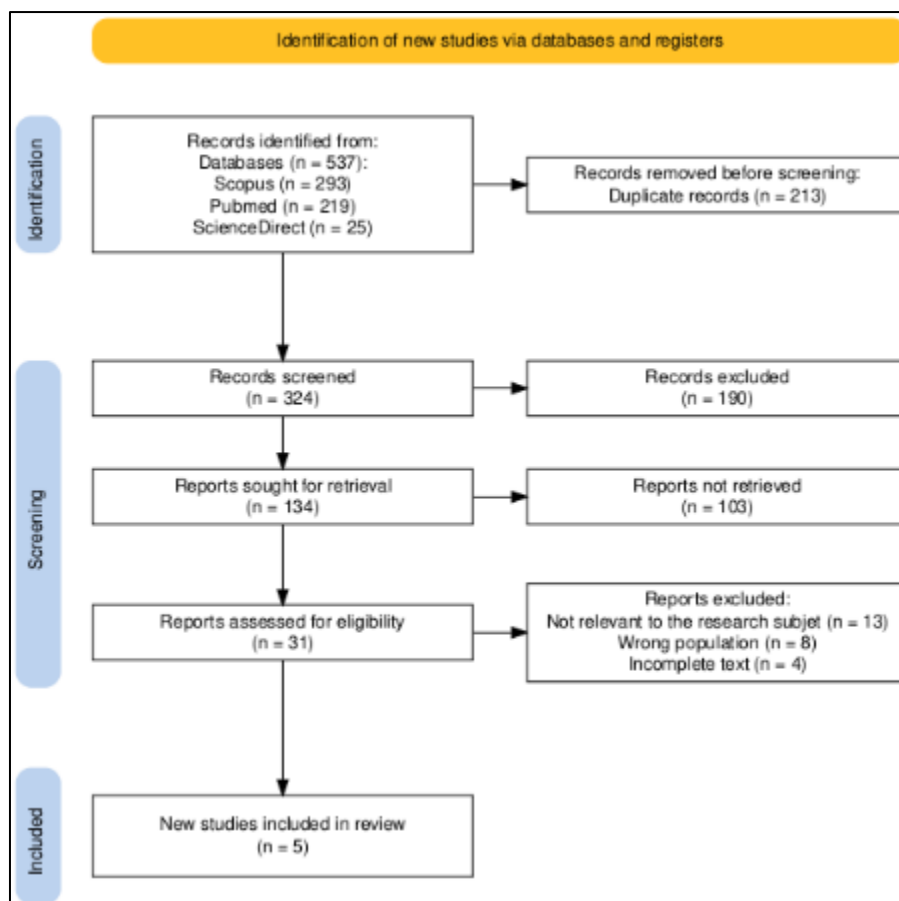 Identification of new studies via databases and registers
Identification
Records identified from:
Databases (n = 537):
Scopus (n = 293)
Pubmed (n = 219)
ScienceDirect (n = 25)
Records removed before screening:
Duplicate records (n = 213)
Screening
Records screened
(n = 324)
Records excluded
(n = 190)
Reports sought for retrieval
(n = 134)
Reports not retrieved
(n = 103)
Reports assessed for eligibility
(n = 31)
Reports excluded:
Not relevant to the research subjet (n = 13)
Wrong population (n = 8)
Incomplete text (n = 4)
Included
New studies included in review
(n = 5)